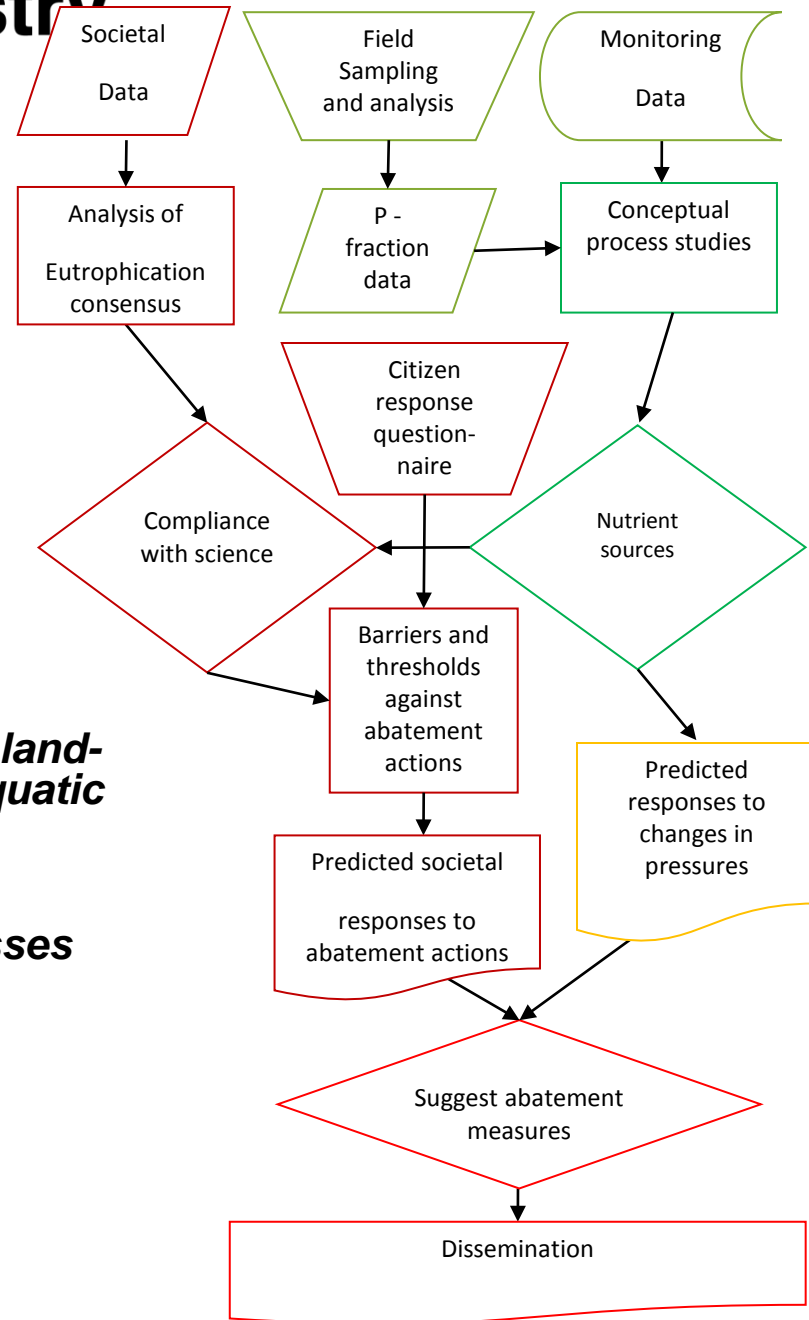 stry
Societal
Data
Field
Sampling
and analysis
Monitoring
Data
Analysis of
Eutrophication
consensus
P -
fraction
data
Conceptual
process studies
Citizen
response
question-
naire
Compliance
with science
Nutrient
sources
Barriers and
thresholds
against
abatement
actions
land-
quatic
Predicted
responses to
changes in
pressures
Predicted societal
responses to
abatement actions
sses
Suggest abatement
measures
Dissemination